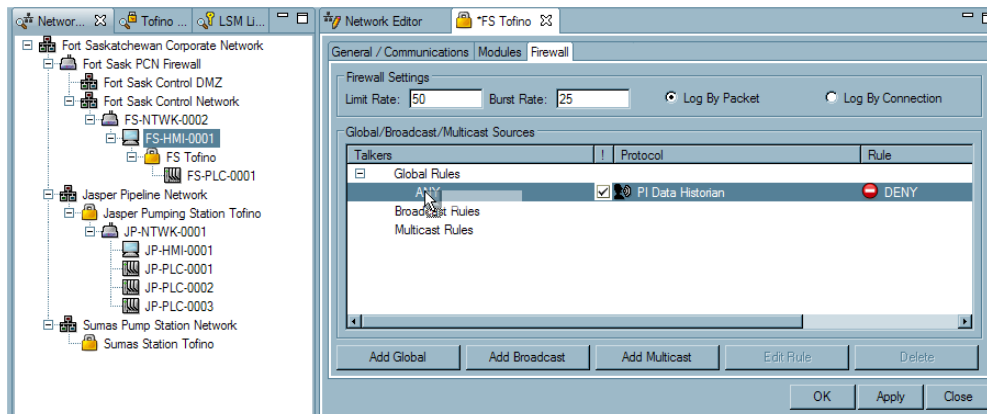 Networ...
Tofino ...
LSM Li...
Fort Saskatchewan Corporate Network
Fort Sask PCN Firewall
Fort Sask Control DMZ
Fort Sask Control Network
FS-NTWK-0002
FS-HMI-0001
FS Tofino
FS-PLC-0001
Jasper Pipeline Network
Jasper Pumping Station Tofino
JP-NTWK-0001
JP-HMI-0001
JP-PLC-0001
JP-PLC-0002
JP-PLC-0003
Sumas Pump Station Network
Sumas Station Tofino
Network Editor
*FS Tofino
General / Communications Modules Firewall
Firewall Settings
Limit Rate: 50 Burst Rate: 25 Log By Packet Log By Connection
Global/Broadcast/Multicast Sources
Talkers ! Protocol Rule
Global Rules
ANY PI Data Historian DENY
Broadcast Rules
Multicast Rules
Add Global Add Broadcast Add Multicast Edit Rule Delete
OK Apply Close